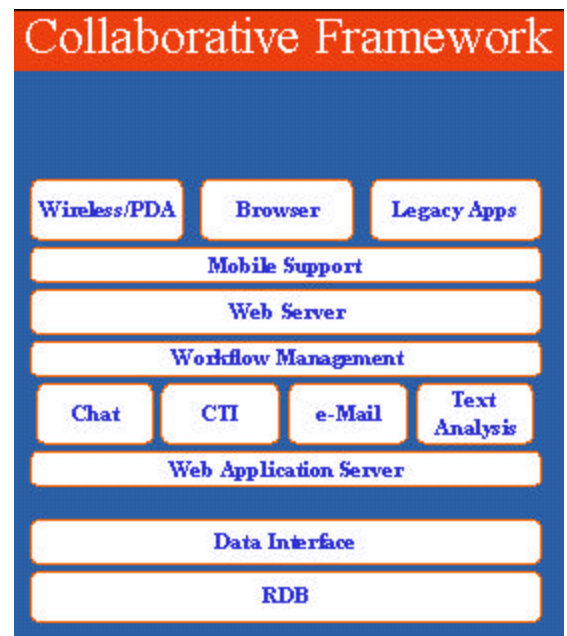 Collaborative Framework
Wireless/PDA Browser Legacy Apps
Mobile Support
Web Server
Workflow Management
Chat CTI e-Mail Text
Analysis
Web Application Server
Data Interface
RDB